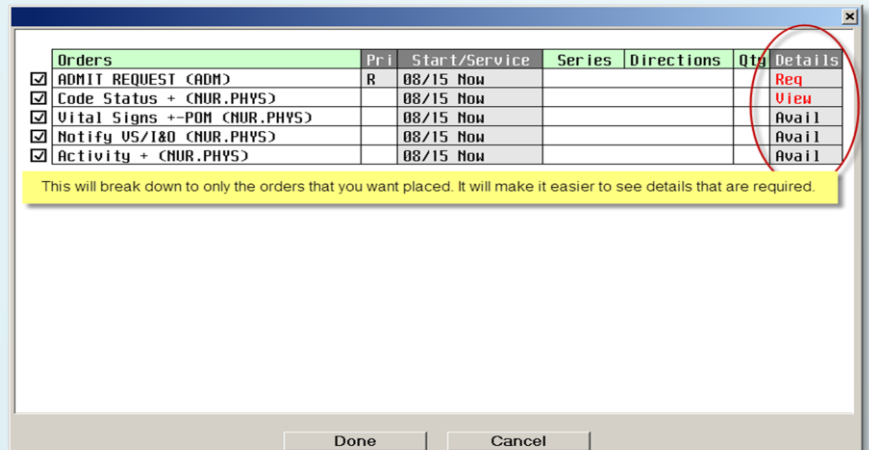 Orders Pri Start/Service Series Directions Qty Details
ADMIT REQUEST (ADM) R 08/15 Now Req
Code Status + (NUR.PHYS) 08/15 Now View
Vital Signs +-POM (NUR.PHYS) 08/15 Now Avail
Notify VS/I&O (NUR.PHYS) 08/15 Now Avail
Activity + (NUR.PHYS) 08/15 Now Avail
This will break down to only the orders that you want placed. It will make it easier to see details that are required.
Done Cancel